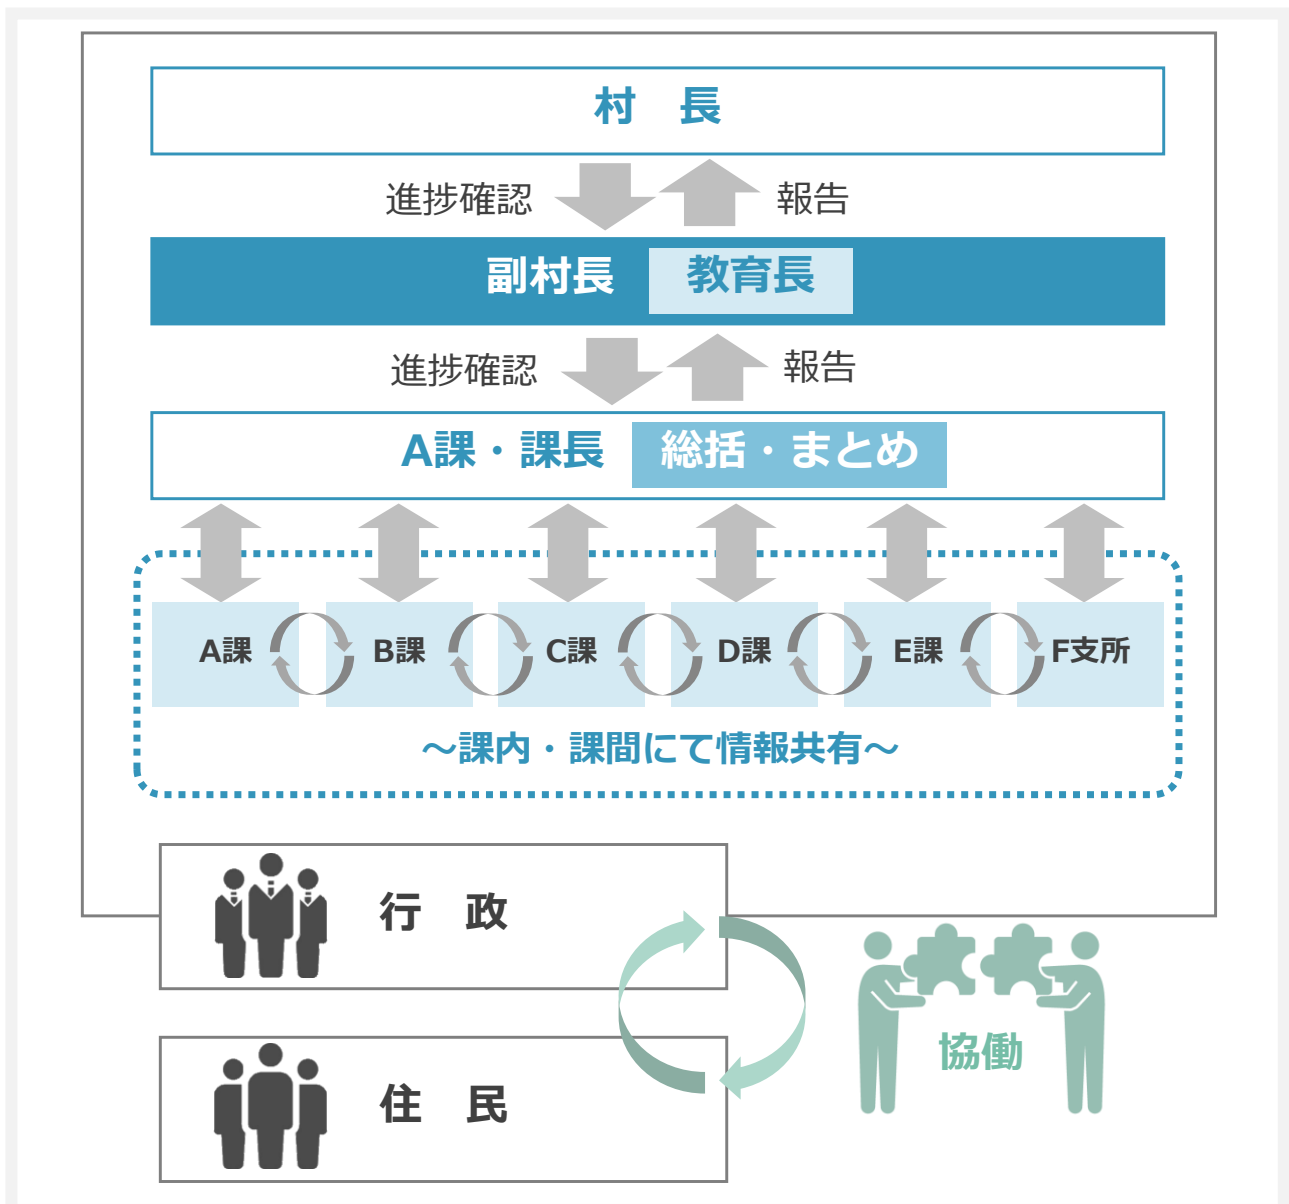 村　長
進捗確認
報告
副村長
教育長
進捗確認
報告
A課・課長
総括・まとめ
A課
B課
C課
D課
E課
F支所
～課内・課間にて情報共有～
行　政
協働
住　民